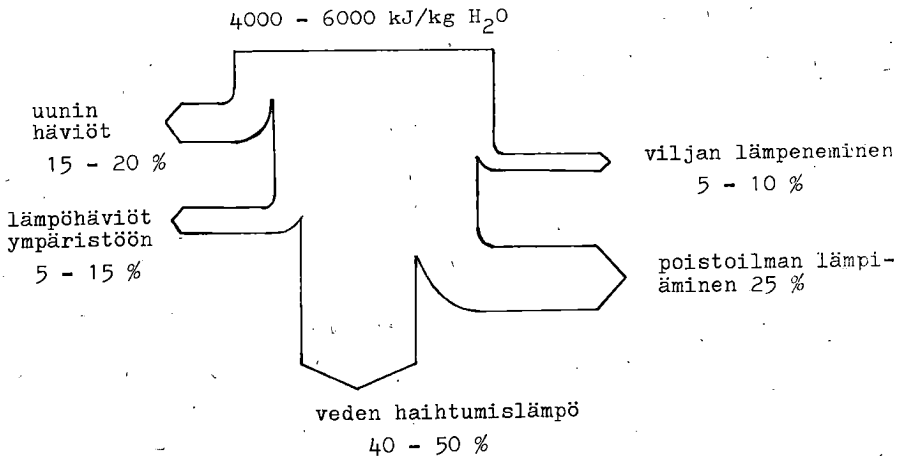 4000 - 6000 kJ/kg H₂O
uunin
häviöt
15 - 20 %
viljan lämpeneminen
5 - 10 %
lämpöhäviöt
ympäristöön
5 - 15 %
poistoilman lämpi-
äminen 25 %
veden haihtumislämpö
40 - 50 %